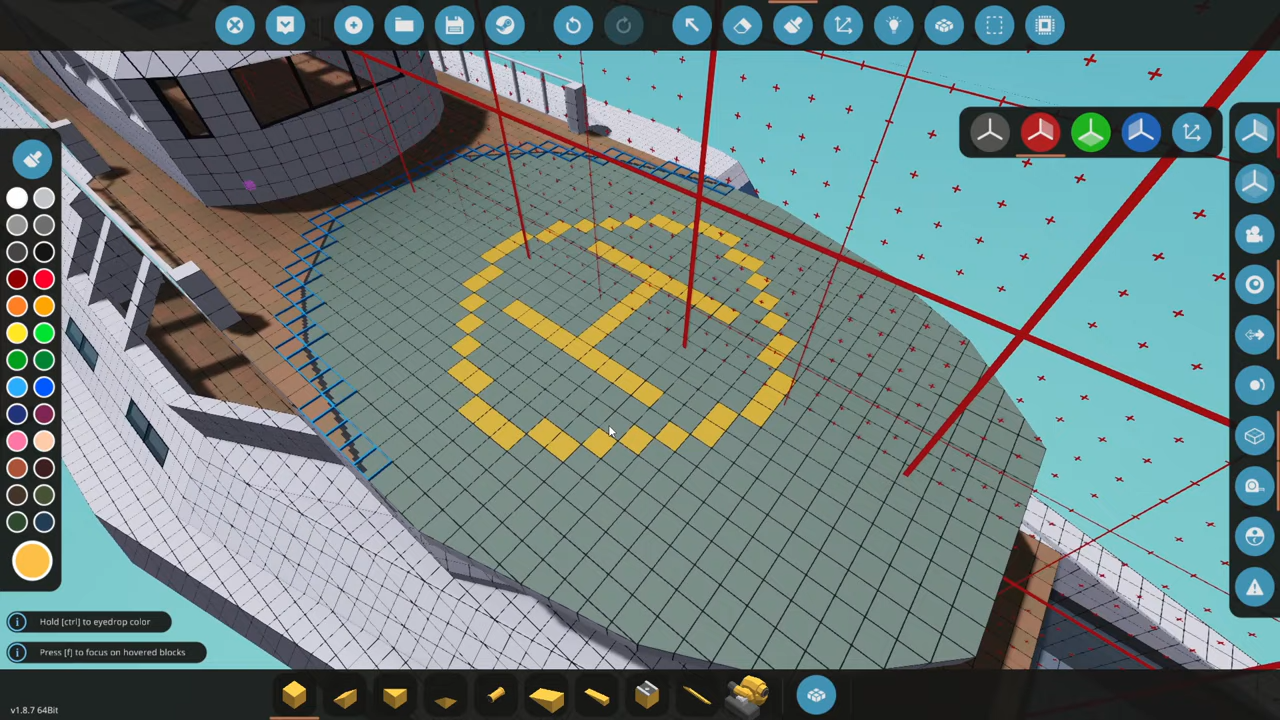 H
Hold [ctrl] to eyedrop color
Press [f] to focus on hovered blocks
v1.8.7 64Bit